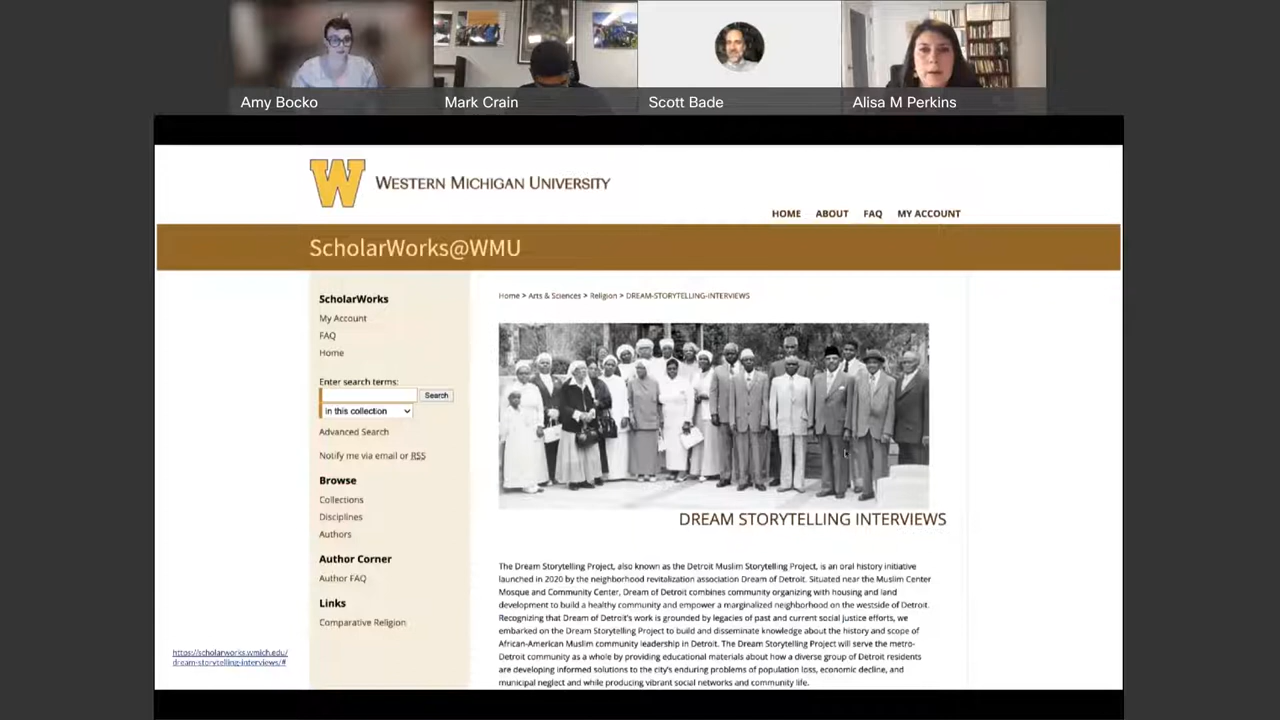 Amy Bocko
Mark Crain
Scott Bade
Alisa M Perkins
W
WESTERN MICHIGAN UNIVERSITY
HOME ABOUT FAQ MY ACCOUNT
ScholarWorks@WMU
ScholarWorks
My Account
FAQ
Home
Enter search terms:
Search
in this collection
Advanced Search
Notify me via email or RSS
Browse
Collections
Disciplines
Authors
Author Corner
Author FAQ
Links
Comparative Religion
https://scholarworks.wmich.edu/
dream-storytelling-interviews/#
Home > Arts & Sciences > Religion > DREAM-STORYTELLING-INTERVIEWS
DREAM STORYTELLING INTERVIEWS
The Dream Storytelling Project, also known as the Detroit Muslim Storytelling Project, is an oral history initiative
launched in 2020 by the neighborhood revitalization association Dream of Detroit. Situated near the Muslim Center
Mosque and Community Center, Dream of Detroit combines community organizing with housing and land
development to build a healthy community and empower a marginalized neighborhood on the westside of Detroit.
Recognizing that Dream of Detroit's work is grounded by legacies of past and current social justice efforts, we
embarked on the Dream Storytelling Project to build and disseminate knowledge about the history and scope of
African-American Muslim community leadership in Detroit. The Dream Storytelling Project will serve the metro-
Detroit community as a whole by providing educational materials about how a diverse group of Detroit residents
are developing informed solutions to the city's enduring problems of population loss, economic decline, and
municipal neglect and while producing vibrant social networks and community life.